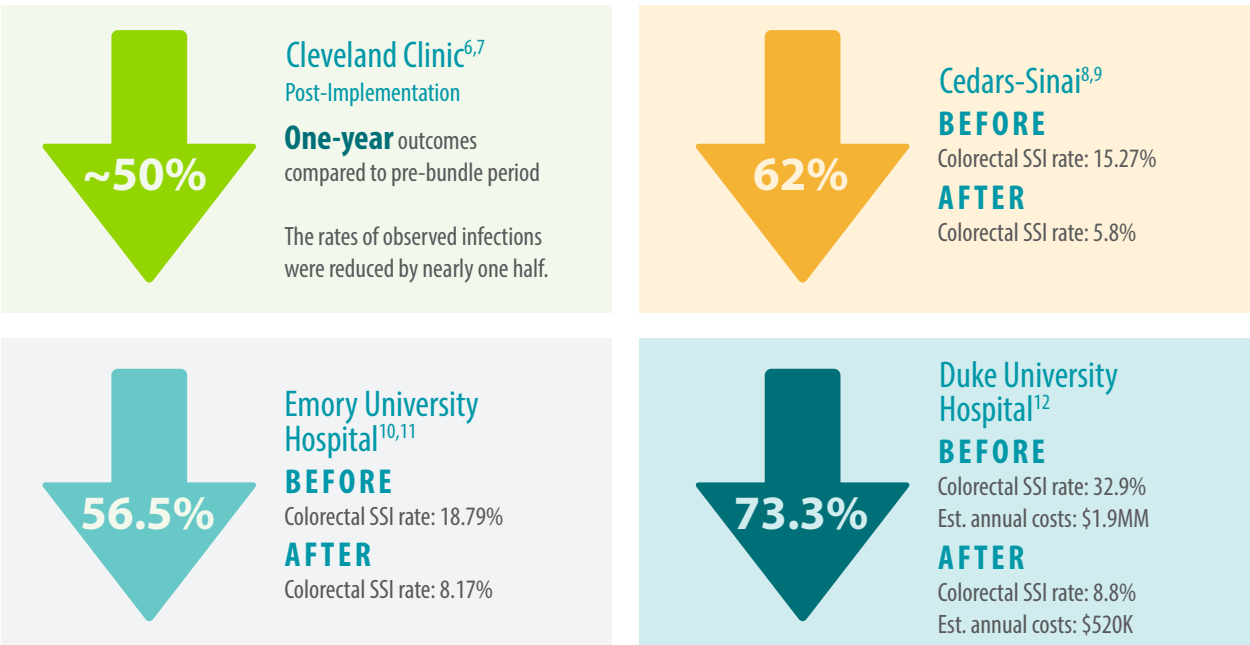 ~50%
Cleveland Clinic6,7
Post-Implementation
One-year outcomes
compared to pre-bundle period
The rates of observed infections
were reduced by nearly one half.
62%
Cedars-Sinai8,9
BEFORE
Colorectal SSI rate: 15.27%
AFTER
Colorectal SSI rate: 5.8%
56.5%
Emory University
Hospital10,11
BEFORE
Colorectal SSI rate: 18.79%
AFTER
Colorectal SSI rate: 8.17%
73.3%
Duke University
Hospital12
BEFORE
Colorectal SSI rate: 32.9%
Est. annual costs: $1.9MM
AFTER
Colorectal SSI rate: 8.8%
Est. annual costs: $520K